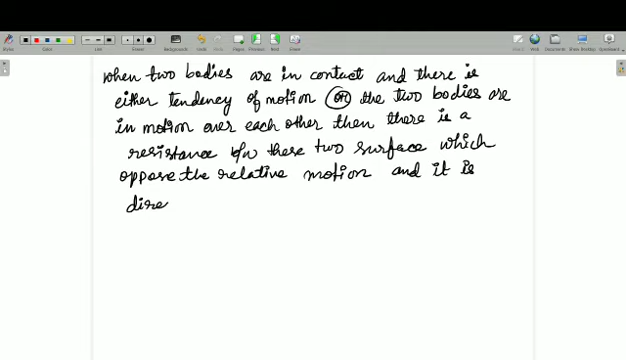 when two bodies are in contact and there is
either tendency of motion or the two bodies are
in motion over each other then there is a
resistance b/w these two surface which
oppose the relative motion and it is
dire